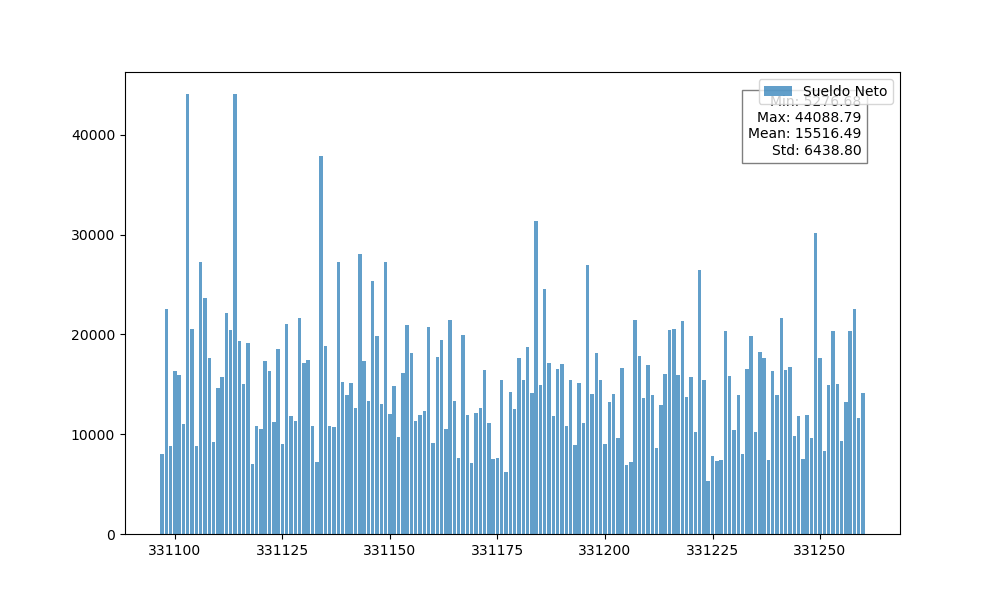 Sueldo Neto
Min: 5276.68
Max: 44088.79
Mean: 15516.49
Std: 6438.80
40000
30000
20000
10000
0
331100 331125 331150 331175 331200 331225 331250